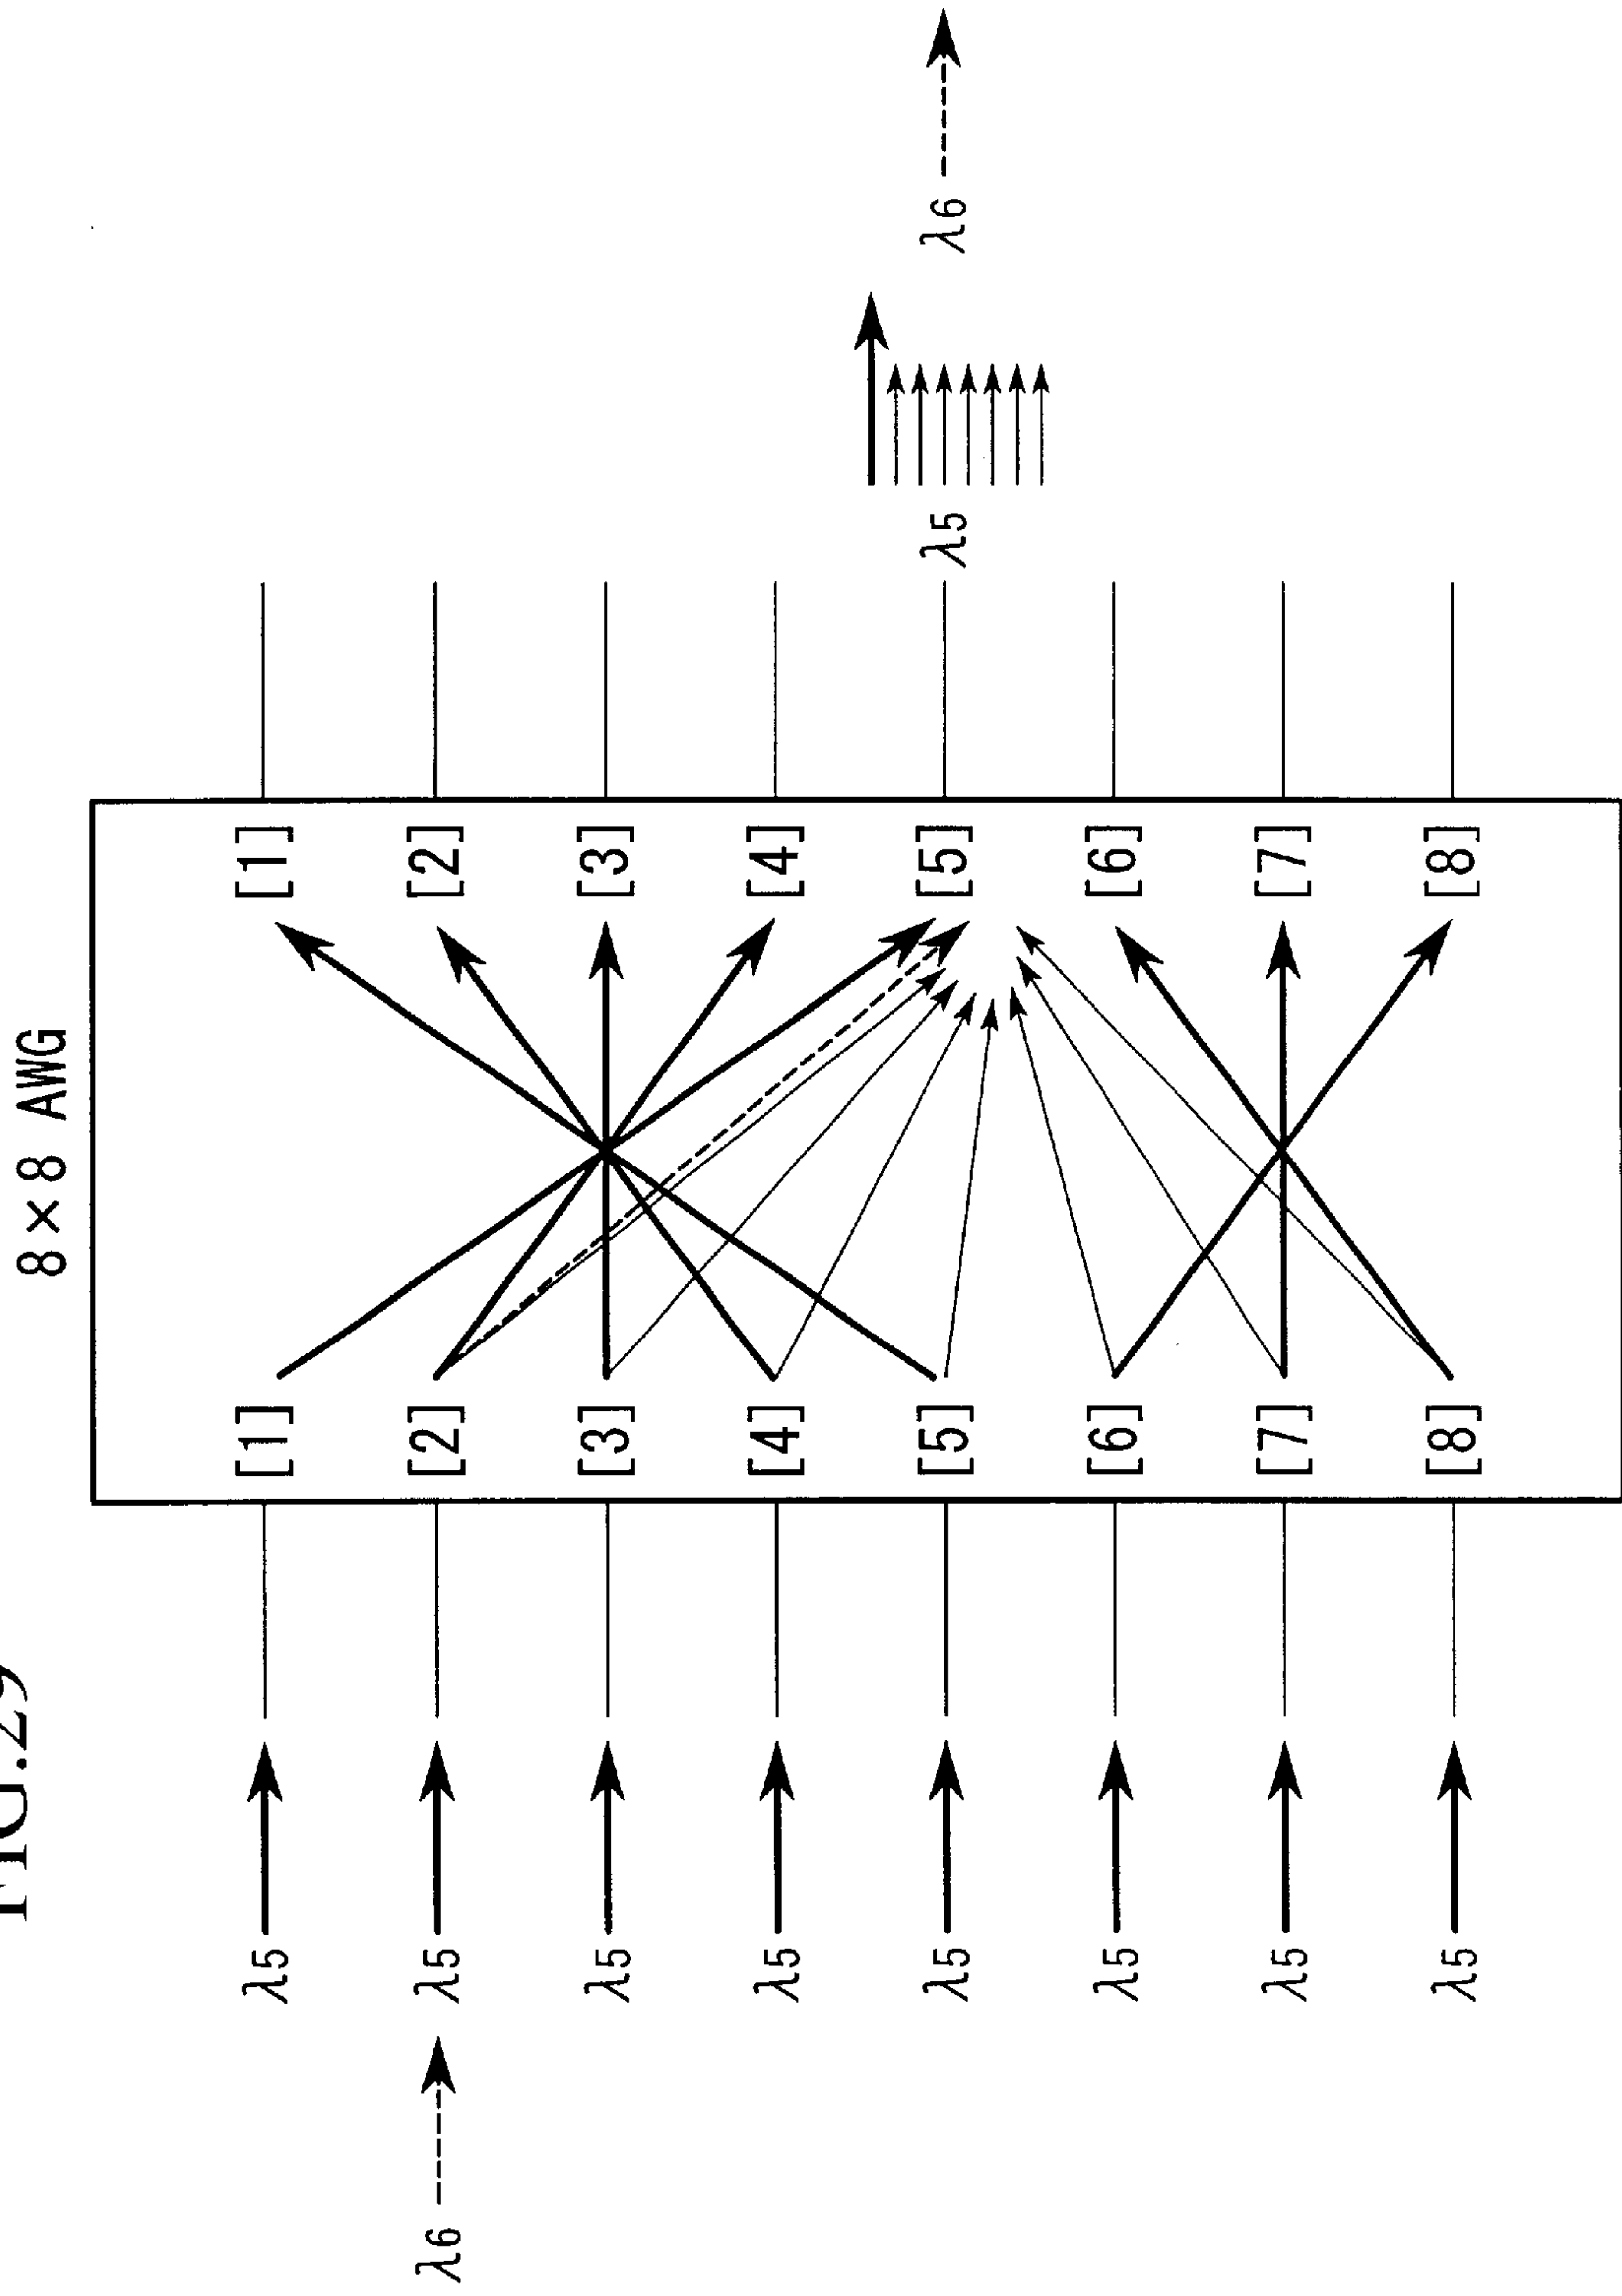 FIG.29
8×8 AWG
λ5 [1] [1]
λ6 λ5 [2] [2]
λ5 [3] [3]
λ5 [4] [4]
λ5 [5] [5] λ5 λ6
λ5 [6] [6]
λ5 [7] [7]
λ5 [8] [8]